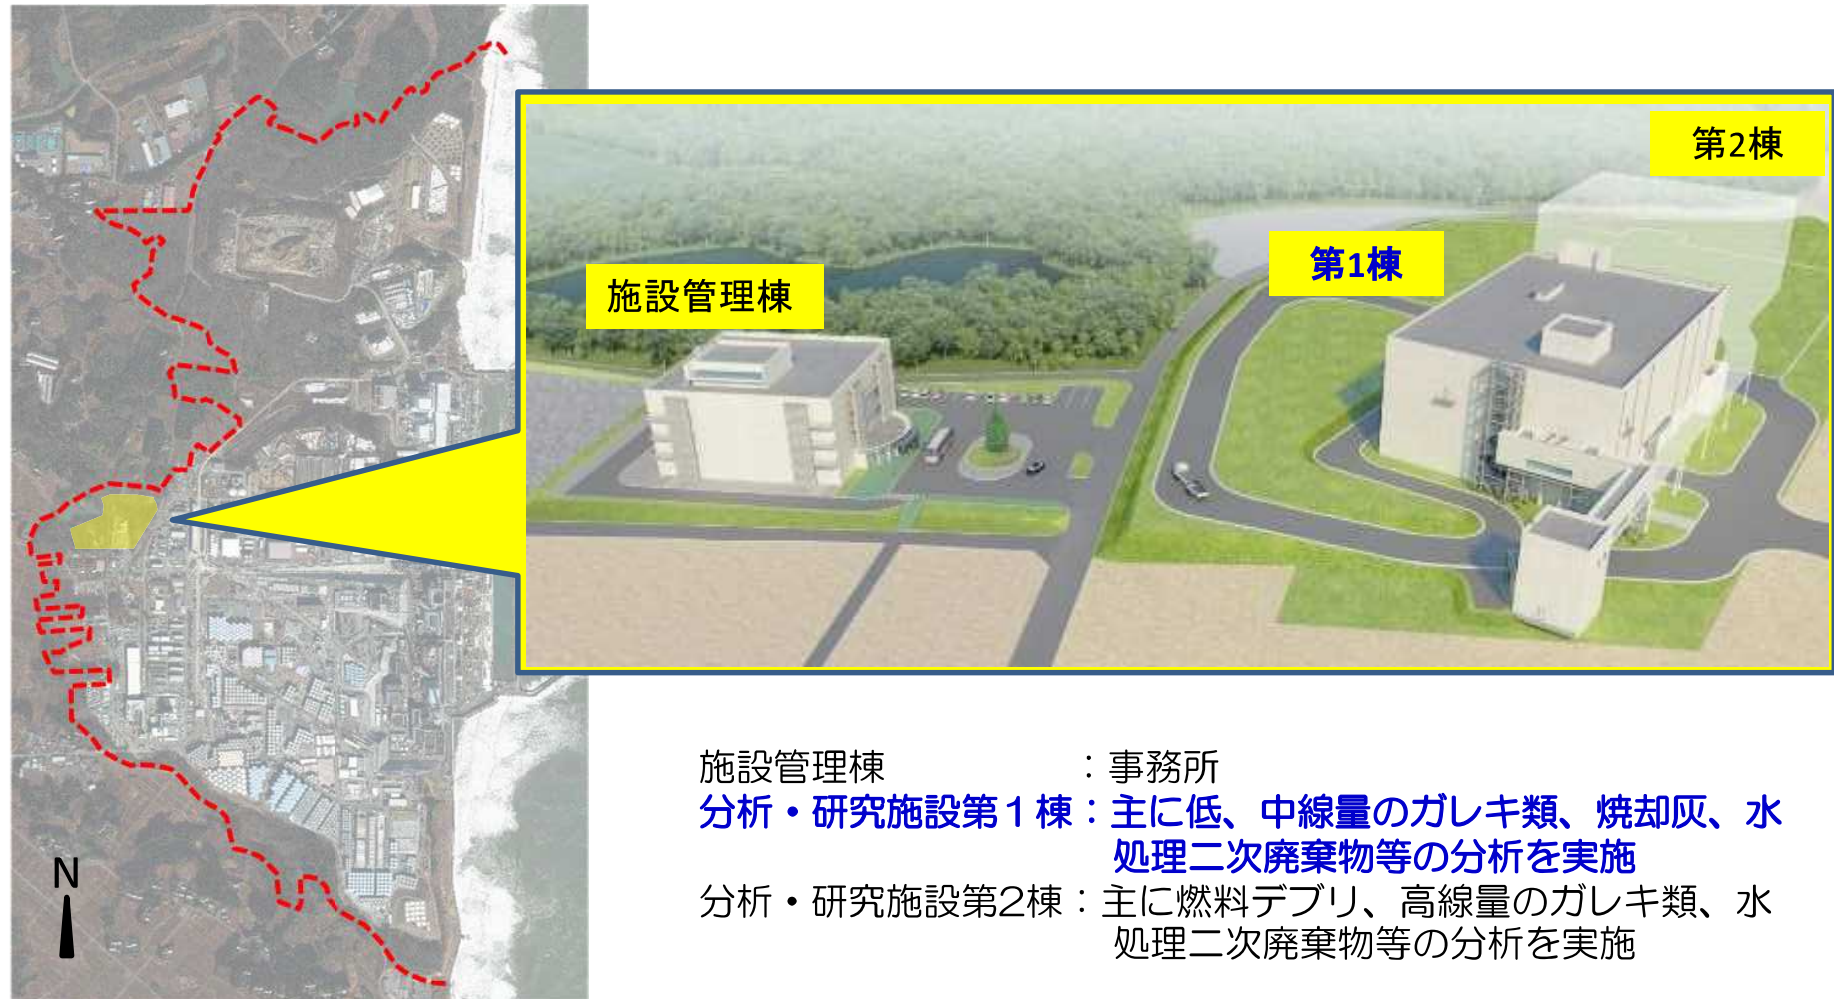 第2棟
第1棟
施設管理棟
N
施設管理棟　　　　　：事務所
分析・研究施設第１棟：主に低、中線量のガレキ類、焼却灰、水
処理二次廃棄物等の分析を実施
分析・研究施設第2棟：主に燃料デブリ、高線量のガレキ類、水
処理二次廃棄物等の分析を実施